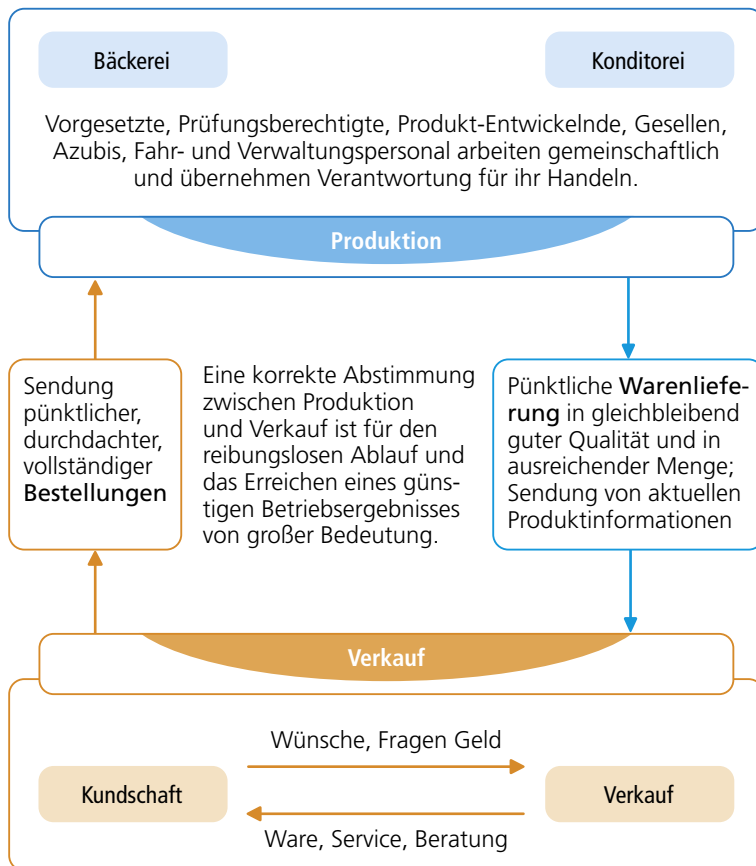 Bäckerei
Konditorei
Vorgesetzte, Prüfungsberechtigte, Produkt-Entwickelnde, Gesellen,
Azubis, Fahr- und Verwaltungspersonal arbeiten gemeinschaftlich
und übernehmen Verantwortung für ihr Handeln.
Produktion
Sendung
pünktlicher,
durchdachter,
vollständiger
Bestellungen
Eine korrekte Abstimmung
zwischen Produktion
und Verkauf ist für den
reibungslosen Ablauf und
das Erreichen eines güns-
tigen Betriebsergebnisses
von großer Bedeutung.
Pünktliche Warenliefe-
rung in gleichbleibend
guter Qualität und in
ausreichender Menge;
Sendung von aktuellen
Produktinformationen
Verkauf
Wünsche, Fragen Geld
Kundschaft
Verkauf
Ware, Service, Beratung